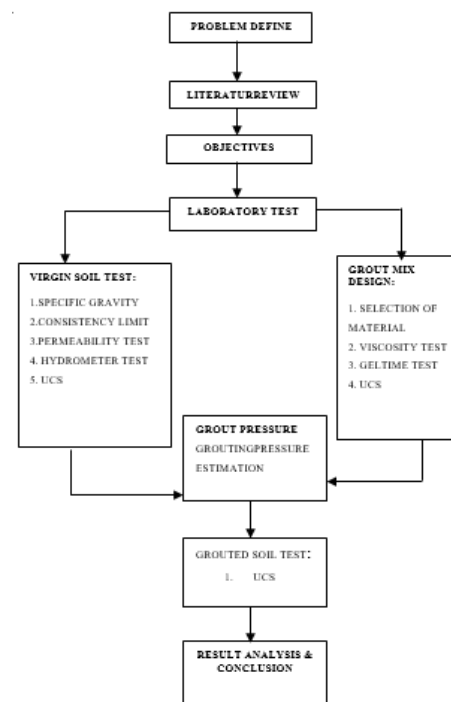 PROBLEM DEFINE
LITERATURREVIEW
OBJECTIVES
LABORATORY TEST
VIRGIN SOIL TEST:
1.SPECIFIC GRAVITY
2.CONSISTENCY LIMIT
3.PERMEABILITY TEST
4. HYDROMETER TEST
5. UCS
GROUT MIX
DESIGN:
1. SELECTION OF
MATERIAL
2. VISCOSITY TEST
3. GELTIME TEST
4. UCS
GROUT PRESSURE
GROUTINGPRESSURE
ESTIMATION
GROUTED SOIL TEST:
1. UCS
RESULT ANALYSIS &
CONCLUSION